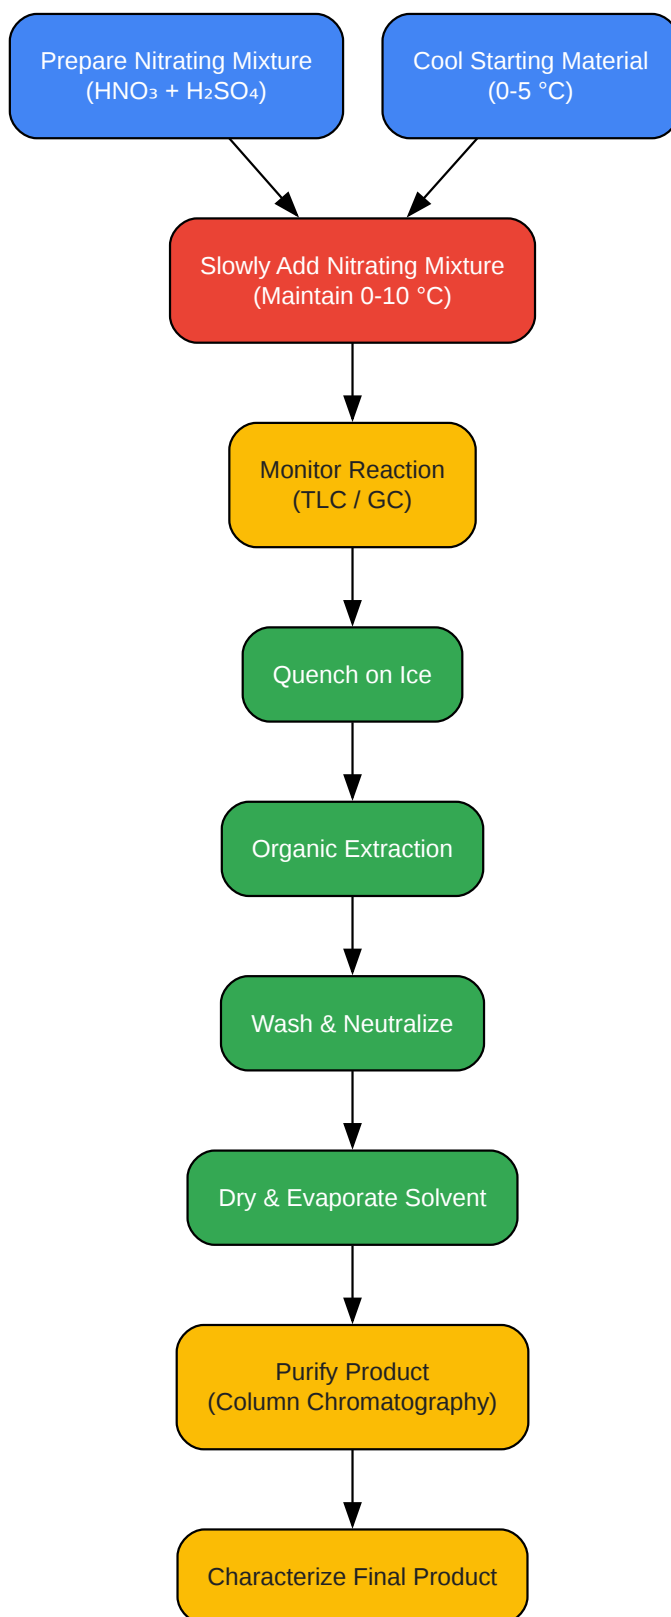 Prepare Nitrating Mixture
(HNO₃ + H₂SO₄)
Cool Starting Material
(0-5 °C)
Slowly Add Nitrating Mixture
(Maintain 0-10 °C)
Monitor Reaction
(TLC / GC)
Quench on Ice
Organic Extraction
Wash & Neutralize
Dry & Evaporate Solvent
Purify Product
(Column Chromatography)
Characterize Final Product